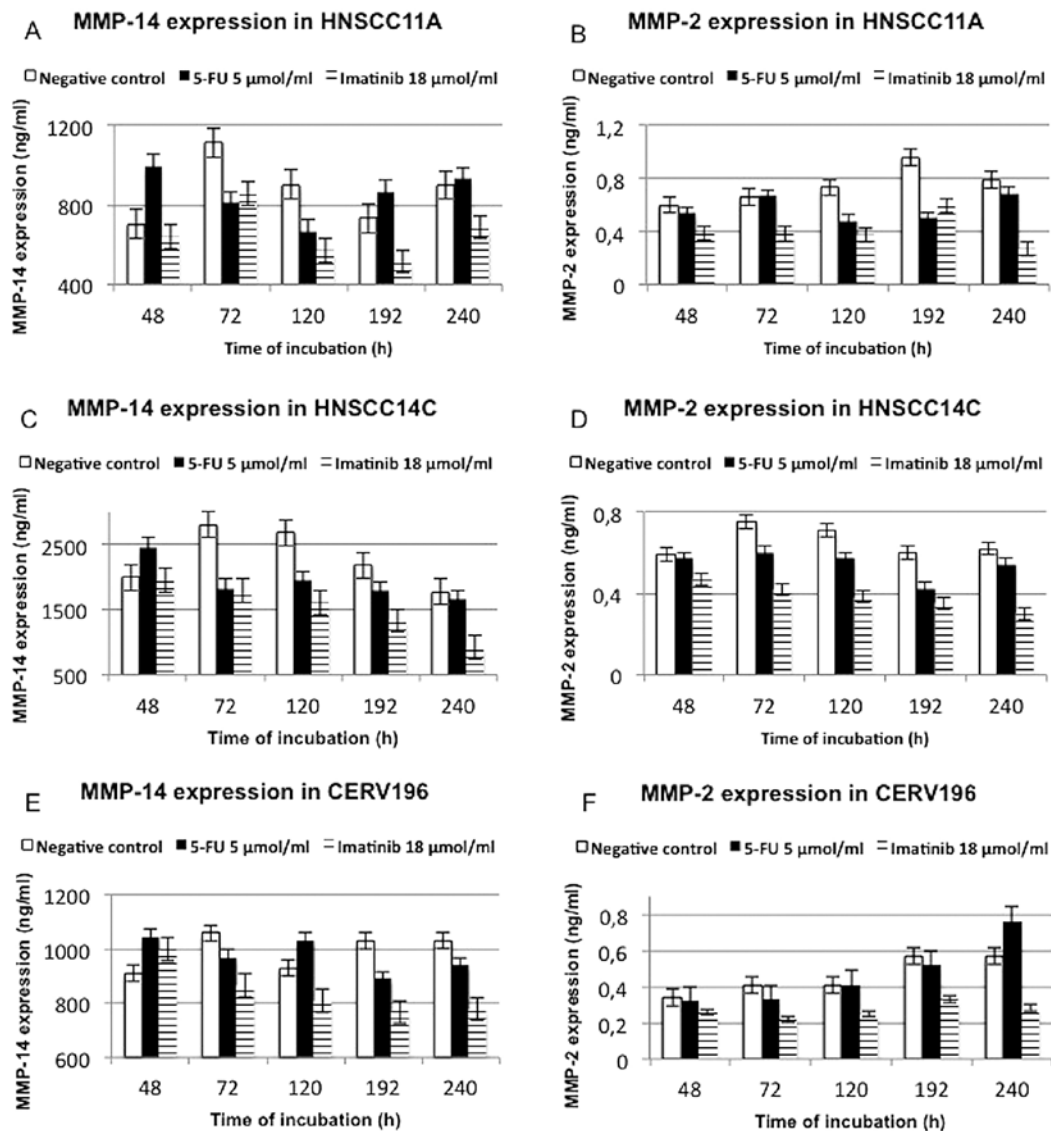 A MMP-14 expression in HNSCC11A
Negative control 5-FU 5 µmol/ml Imatinib 18 µmol/ml
MMP-14 expression (ng/ml)
1200
800
400
48 72 120 192 240
Time of incubation (h)
B MMP-2 expression in HNSCC11A
Negative control 5-FU 5 µmol/ml Imatinib 18 µmol/ml
MMP-2 expression (ng/ml)
1,2
0,8
0,4
0
48 72 120 192 240
Time of incubation (h)
C MMP-14 expression in HNSCC14C
Negative control 5-FU 5 µmol/ml Imatinib 18 µmol/ml
MMP-14 expression (ng/ml)
2500
1500
500
48 72 120 192 240
Time of incubation (h)
D MMP-2 expression in HNSCC14C
Negative control 5-FU 5 µmol/ml Imatinib 18 µmol/ml
MMP-2 expression (ng/ml)
0,8
0,4
0
48 72 120 192 240
Time of incubation (h)
E MMP-14 expression in CERV196
Negative control 5-FU 5 µmol/ml Imatinib 18 µmol/ml
MMP-14 expression (ng/ml)
1200
1000
800
600
48 72 120 192 240
Time of incubation (h)
F MMP-2 expression in CERV196
Negative control 5-FU 5 µmol/ml Imatinib 18 µmol/ml
MMP-2 expression (ng/ml)
0,8
0,6
0,4
0,2
0
48 72 120 192 240
Time of incubation (h)